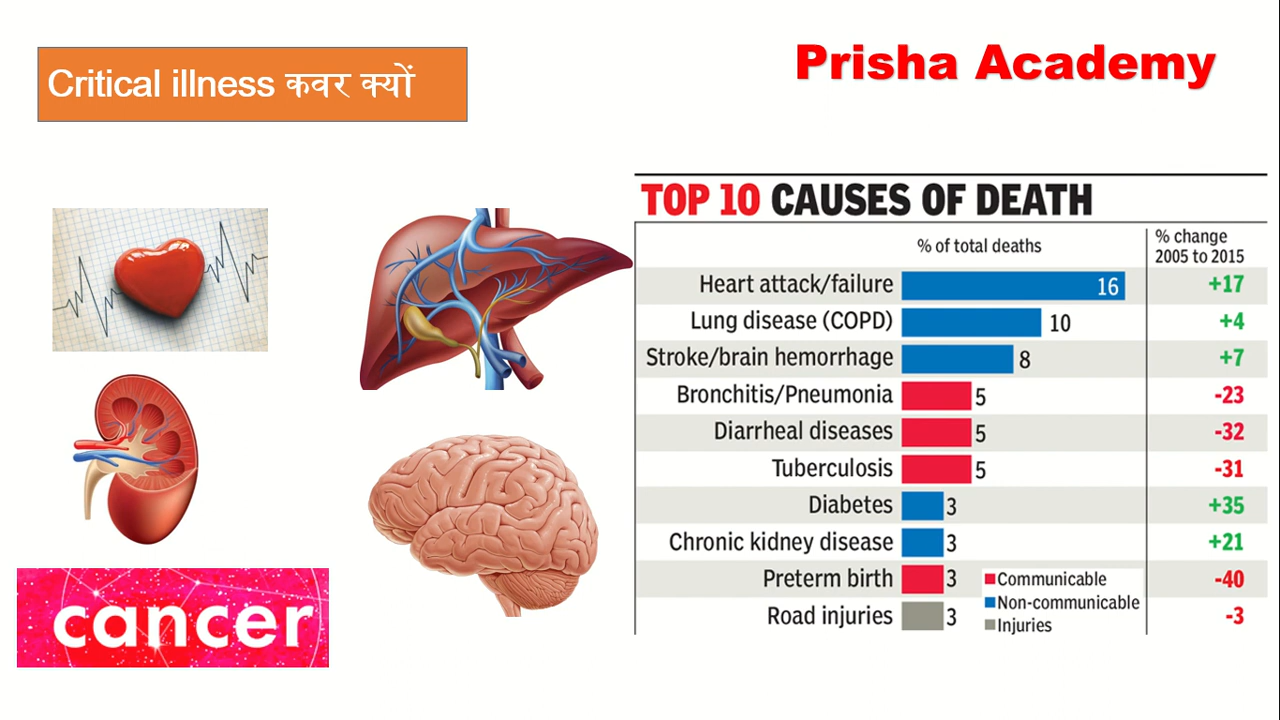 Critical illness कवर क्यों
Prisha Academy
TOP 10 CAUSES OF DEATH
% of total deaths
% change
2005 to 2015
Heart attack/failure 16 +17
Lung disease (COPD) 10 +4
Stroke/brain hemorrhage 8 +7
Bronchitis/Pneumonia 5 -23
Diarrheal diseases 5 -32
Tuberculosis 5 -31
Diabetes 3 +35
Chronic kidney disease 3 +21
Preterm birth 3 -40
Road injuries 3 -3
Communicable
Non-communicable
Injuries
cancer